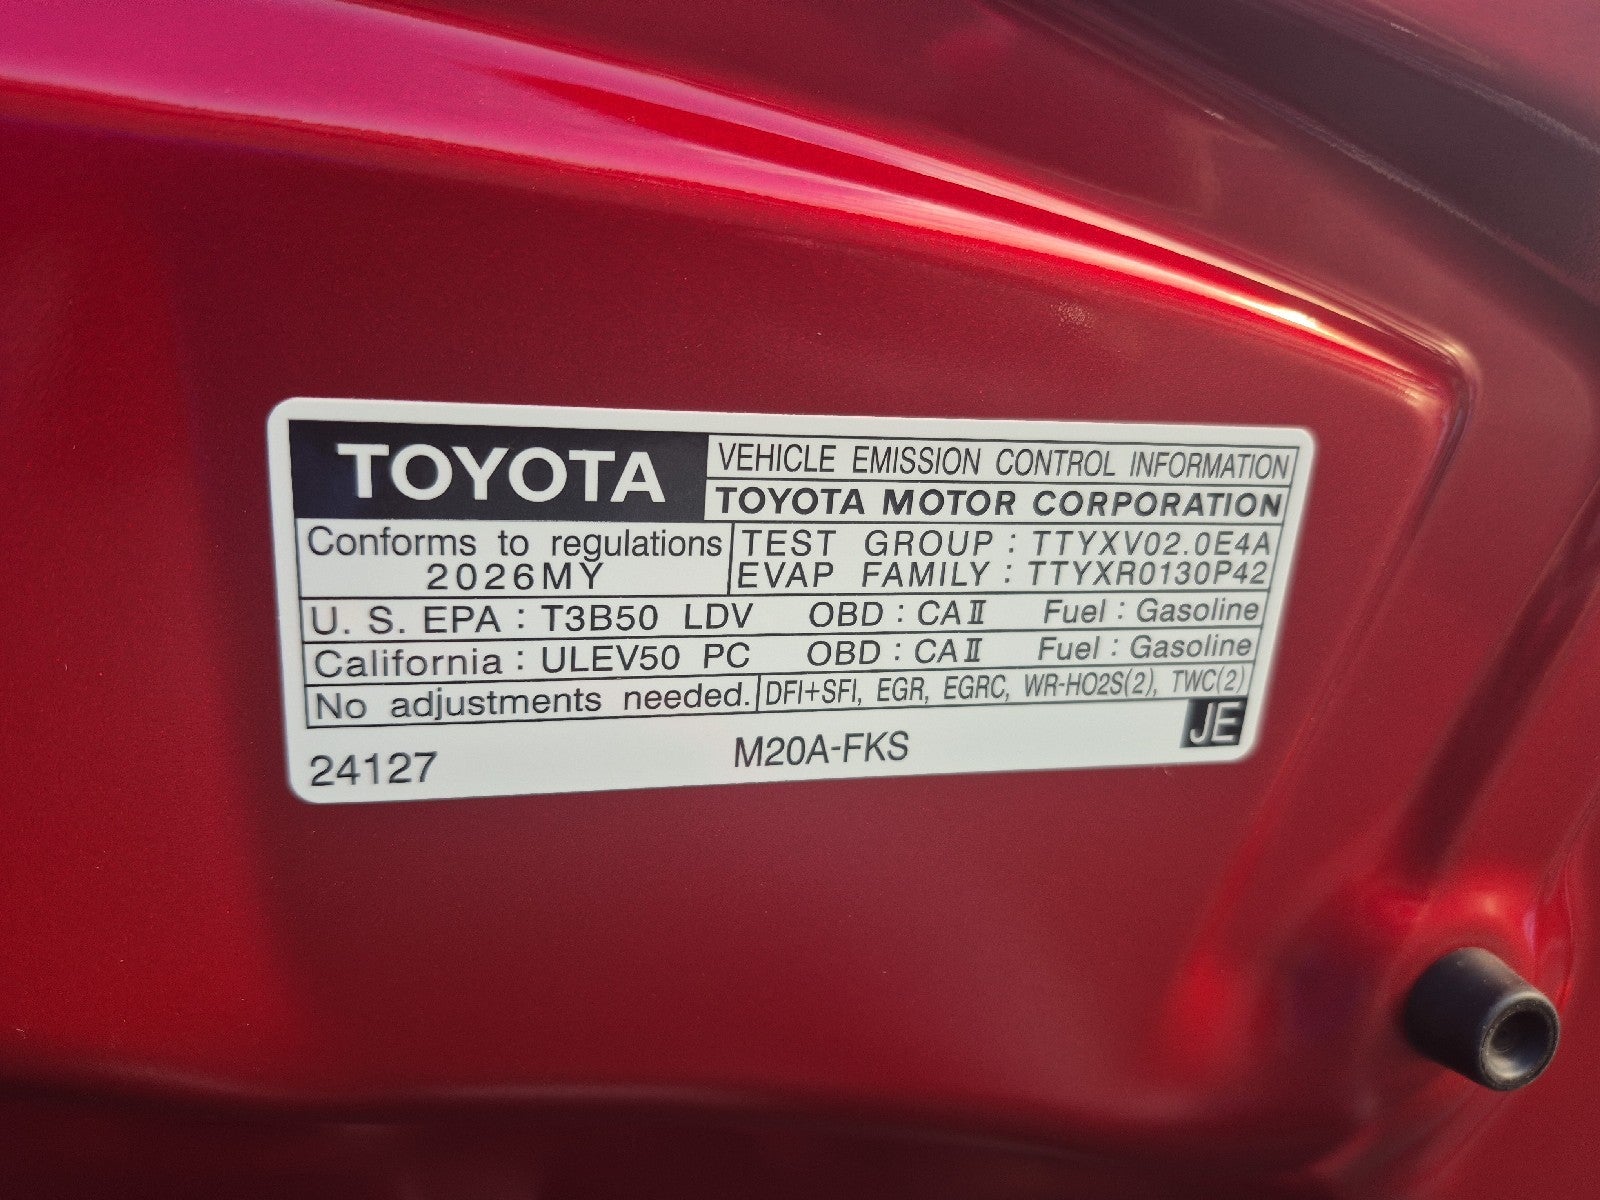 TOYOTA
VEHICLE EMISSION CONTROL INFORMATION
TOYOTA MOTOR CORPORATION
Conforms to regulations
2026MY
TEST GROUP : TTYXV02.0E4A
EVAP FAMILY : TTYXR0130P42
U. S. EPA : T3B50 LDV OBD : CAⅡ Fuel : Gasoline
California : ULEV50 PC OBD : CAⅡ Fuel : Gasoline
No adjustments needed. DFI+SFI, EGR, EGRC, WR-HO2S(2), TWC(2)
24127 M20A-FKS JE